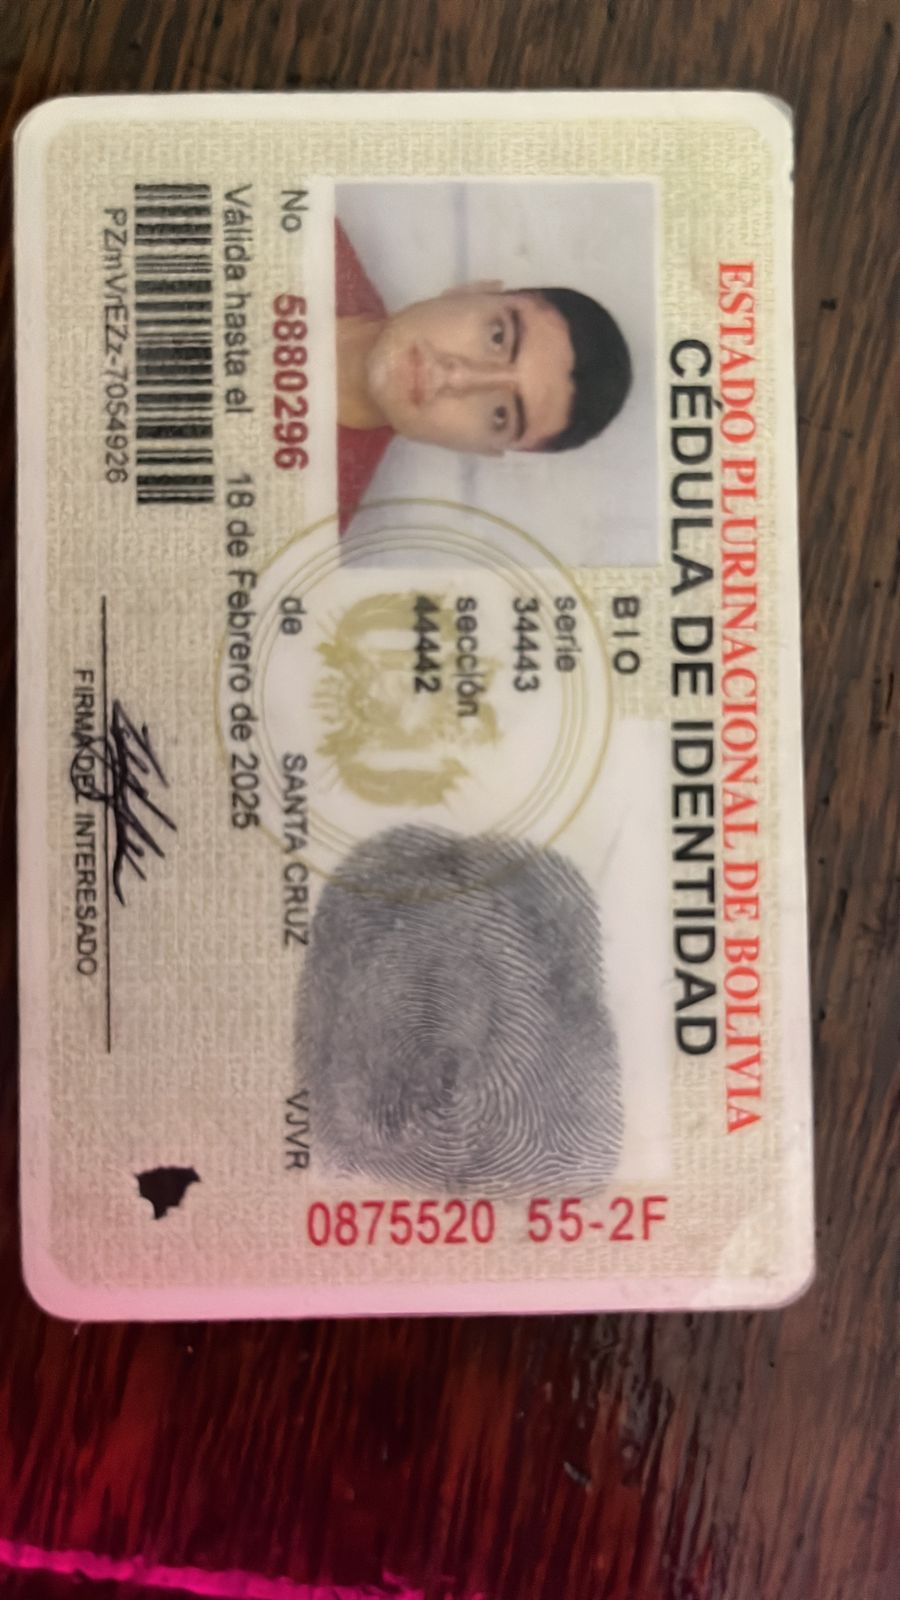 ESTADO PLURINACIONAL DE BOLIVIA
CÉDULA DE IDENTIDAD
BIO
serie
34443
sección
44442
No 5880296 de SANTA CRUZ VJVR
Válida hasta el 18 de Febrero de 2025
PZmVrEZz-7054926
FIRMA DEL INTERESADO
0875520 55-2F